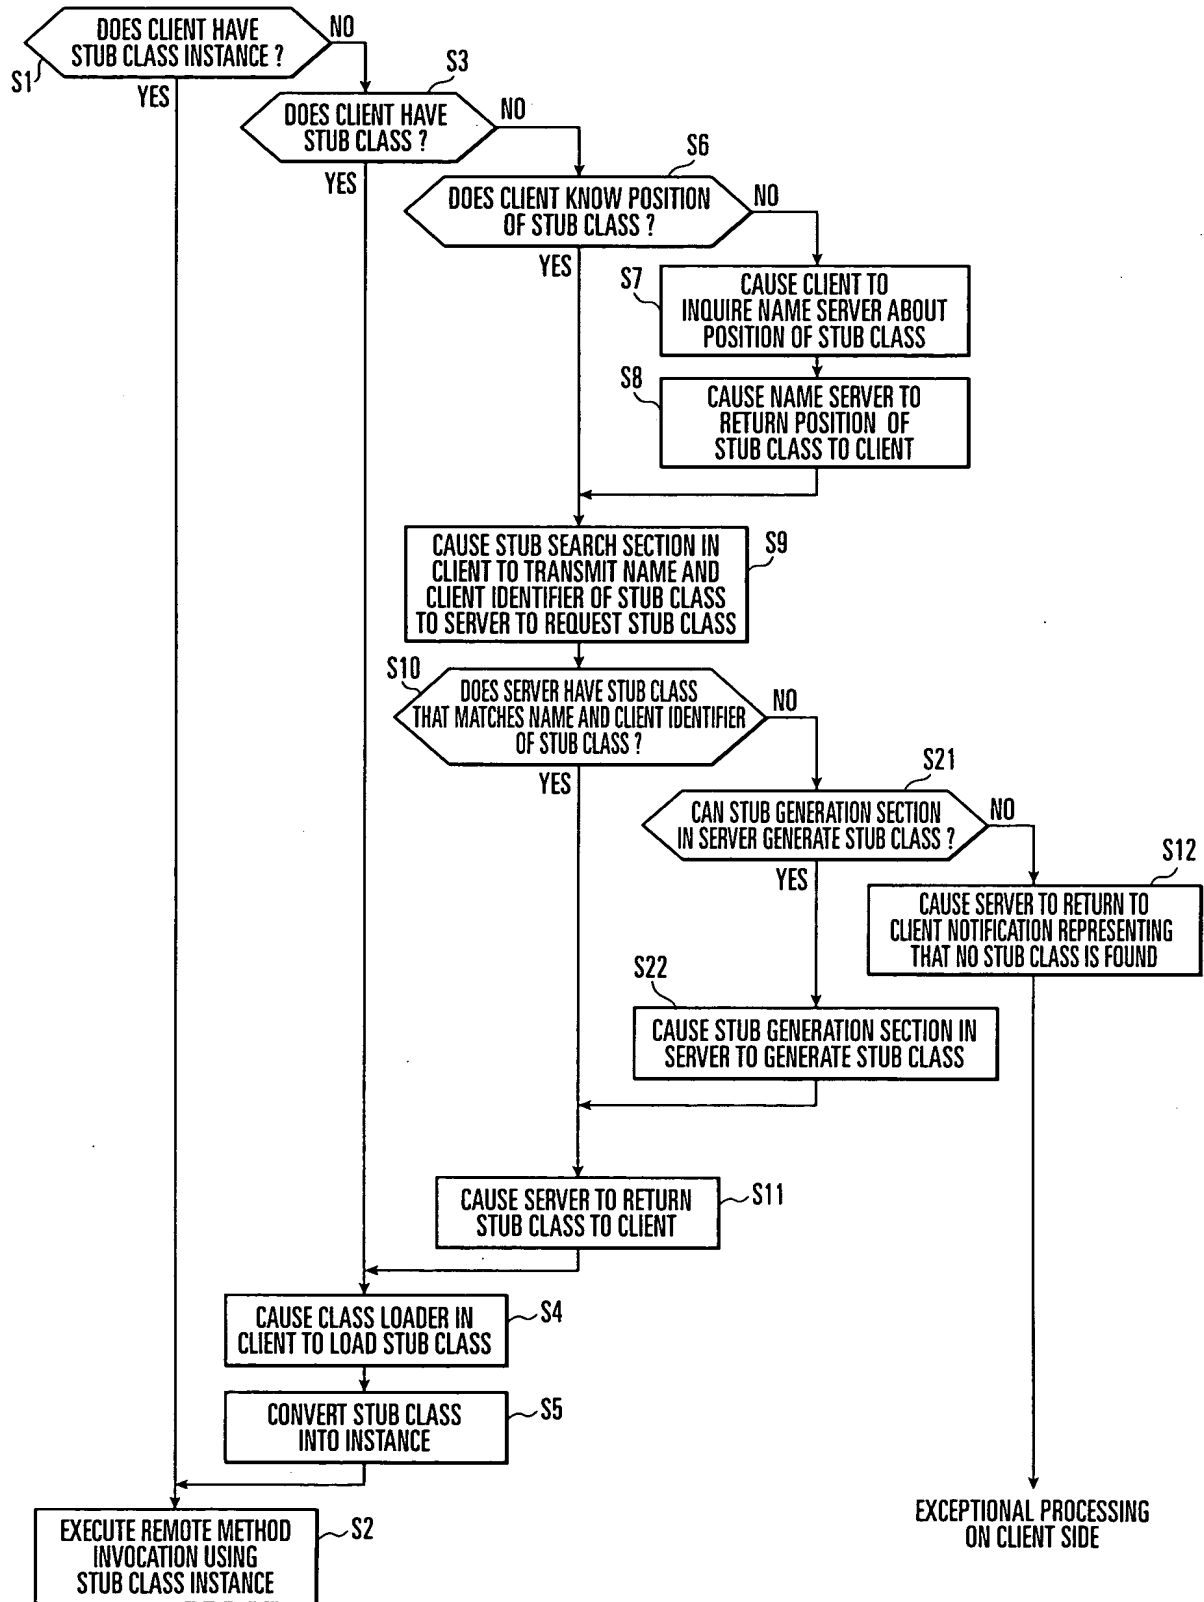 DOES CLIENT HAVE
STUB CLASS INSTANCE ?
NO
S1
YES
S3
DOES CLIENT HAVE
STUB CLASS ?
NO
YES
S6
DOES CLIENT KNOW POSITION
OF STUB CLASS ?
NO
YES
S7
CAUSE CLIENT TO
INQUIRE NAME SERVER ABOUT
POSITION OF STUB CLASS
S8
CAUSE NAME SERVER TO
RETURN POSITION OF
STUB CLASS TO CLIENT
CAUSE STUB SEARCH SECTION IN
CLIENT TO TRANSMIT NAME AND
CLIENT IDENTIFIER OF STUB CLASS
TO SERVER TO REQUEST STUB CLASS
S9
S10
DOES SERVER HAVE STUB CLASS
THAT MATCHES NAME AND CLIENT IDENTIFIER
OF STUB CLASS ?
NO
YES
S21
CAN STUB GENERATION SECTION
IN SERVER GENERATE STUB CLASS ?
NO
YES
S12
CAUSE SERVER TO RETURN TO
CLIENT NOTIFICATION REPRESENTING
THAT NO STUB CLASS IS FOUND
S22
CAUSE STUB GENERATION SECTION IN
SERVER TO GENERATE STUB CLASS
CAUSE SERVER TO RETURN
STUB CLASS TO CLIENT
S11
CAUSE CLASS LOADER IN
CLIENT TO LOAD STUB CLASS
S4
CONVERT STUB CLASS
INTO INSTANCE
S5
EXECUTE REMOTE METHOD
INVOCATION USING
STUB CLASS INSTANCE
S2
EXCEPTIONAL PROCESSING
ON CLIENT SIDE